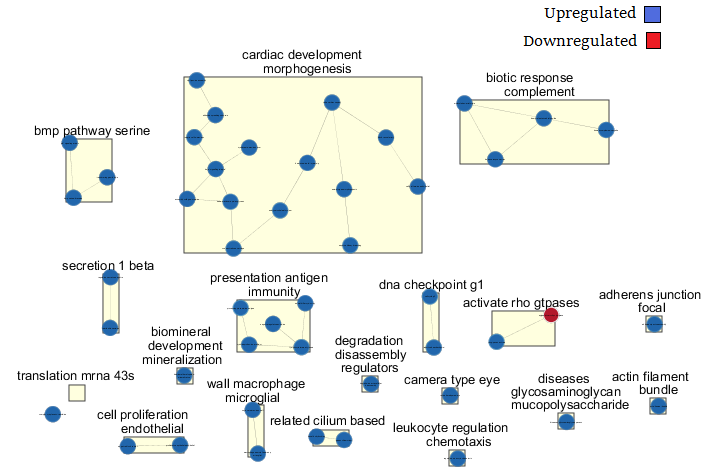 Upregulated
Downregulated
cardiac development
morphogenesis
biotic response
complement
bmp pathway serine
secretion 1 beta
presentation antigen
immunity
dna checkpoint g1
activate rho gtpases
adherens junction
focal
biomineral
development
mineralization
degradation
disassembly
regulators
translation mrna 43s
wall macrophage
microglial
camera type eye
diseases
glycosaminoglycan
mucopolysaccharide
actin filament
bundle
cell proliferation
endothelial
related cilium based
leukocyte regulation
chemotaxis